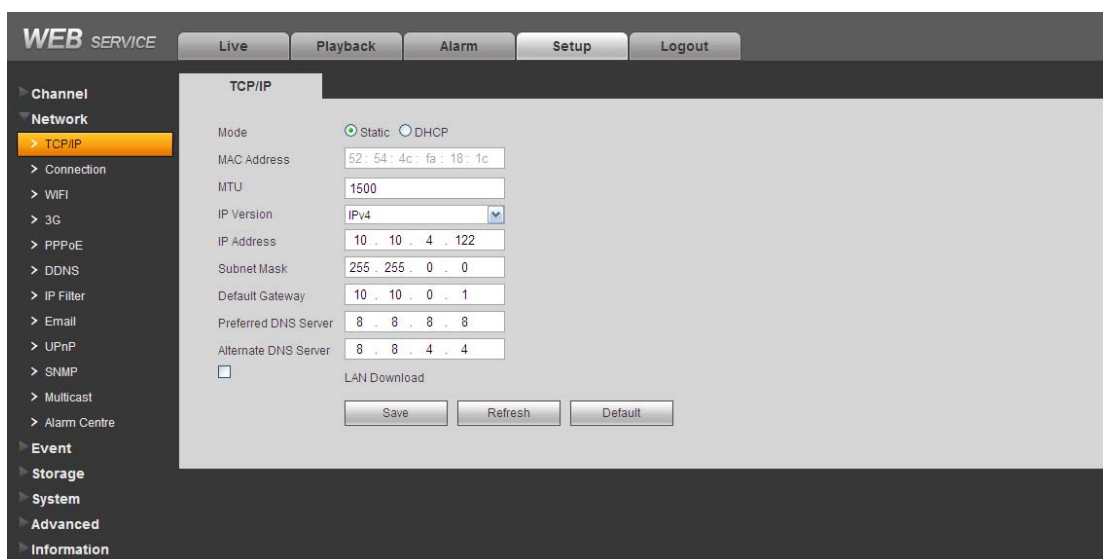 WEB SERVICE
Live Playback Alarm Setup Logout
Channel
Network
> TCP/IP
> Connection
> WIFI
> 3G
> PPPoE
> DDNS
> IP Filter
> Email
> UPnP
> SNMP
> Multicast
> Alarm Centre
Event
Storage
System
Advanced
Information
TCP/IP
Mode Static DHCP
MAC Address 52 : 54 : 4c : fa : 18 : 1c
MTU 1500
IP Version IPv4
IP Address 10 . 10 . 4 . 122
Subnet Mask 255 . 255 . 0 . 0
Default Gateway 10 . 10 . 0 . 1
Preferred DNS Server 8 . 8 . 8 . 8
Alternate DNS Server 8 . 8 . 4 . 4
LAN Download
Save Refresh Default